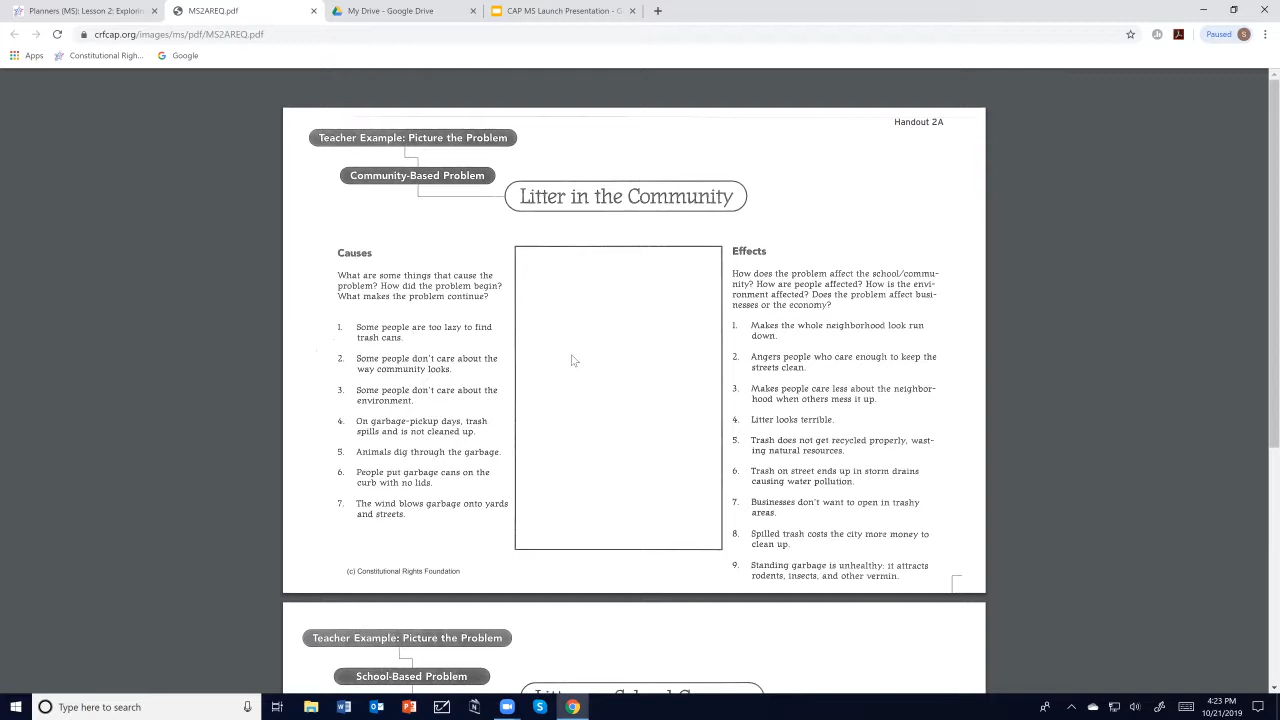 Planners (MS): Lesson 2: Explorin
MS2AREQ.pdf
My Drive - Google Drive
CAP MS Launch Presentation - G
crfcap.org/images/ms/pdf/MS2AREQ.pdf
Paused
S
Apps
Constitutional Righ...
Google
Handout 2A
Teacher Example: Picture the Problem
Community-Based Problem
Litter in the Community
Causes
What are some things that cause the
problem? How did the problem begin?
What makes the problem continue?
1. Some people are too lazy to find
trash cans.
2. Some people don't care about the
way community looks.
3. Some people don't care about the
environment.
4. On garbage-pickup days, trash
spills and is not cleaned up.
5. Animals dig through the garbage.
6. People put garbage cans on the
curb with no lids.
7. The wind blows garbage onto yards
and streets.
(c) Constitutional Rights Foundation
Effects
How does the problem affect the school/commu-
nity? How are people affected? How is the envi-
ronment affected? Does the problem affect busi-
nesses or the economy?
1. Makes the whole neighborhood look run
down.
2. Angers people who care enough to keep the
streets clean.
3. Makes people care less about the neighbor-
hood when others mess it up.
4. Litter looks terrible.
5. Trash does not get recycled properly, wast-
ing natural resources.
6. Trash on street ends up in storm drains
causing water pollution.
7. Businesses don't want to open in trashy
areas.
8. Spilled trash costs the city more money to
clean up.
9. Standing garbage is unhealthy: it attracts
rodents, insects, and other vermin.
Teacher Example: Picture the Problem
School-Based Problem
Type here to search
4:23 PM
10/21/2019